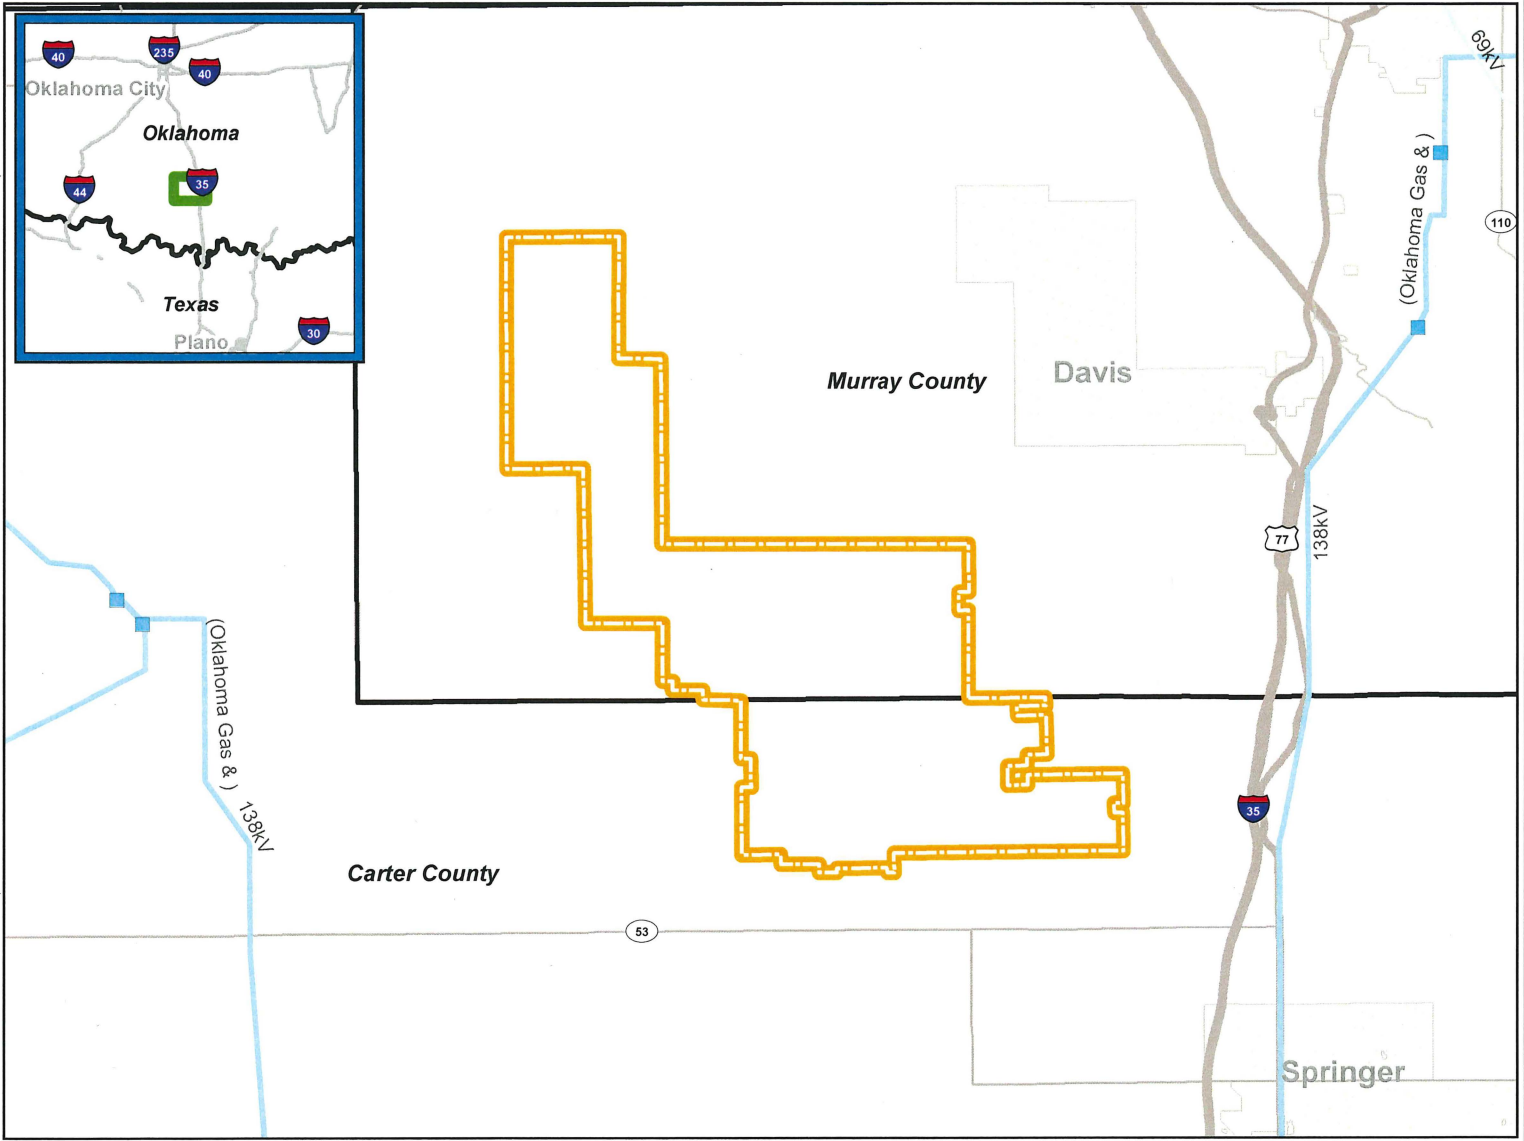 40
235
40
Oklahoma City
Oklahoma
44
35
Texas
Plano
30
69kV
(Oklahoma Gas & )
110
Murray County
Davis
77
138kV
(Oklahoma Gas & )
138kV
35
Carter County
53
Springer